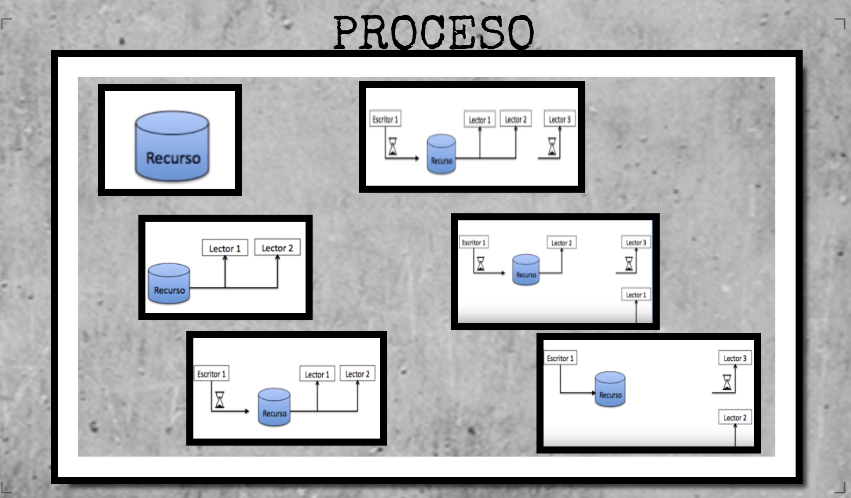 PROCESO
Recurso
Lector 1 Lector 2
Recurso
Escritor 1 Lector 1 Lector 2
Recurso
Escritor 1 Lector 1 Lector 2 Lector 3
Recurso
Escritor 1 Lector 2 Lector 3
Recurso
Lector 1
Escritor 1 Lector 3
Recurso
Lector 2